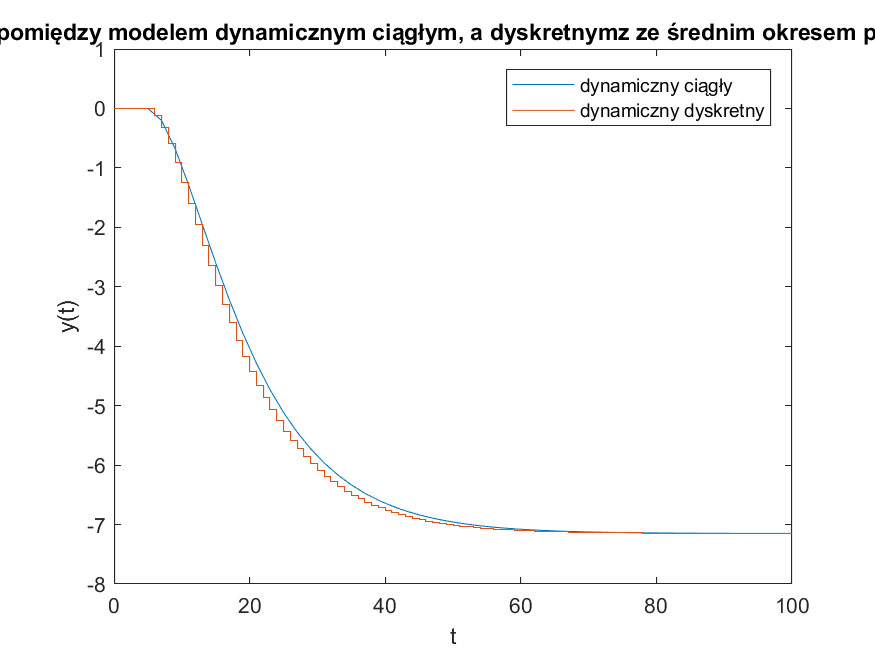 pomiędzy modelem dynamicznym ciągłym, a dyskretnymz ze średnim okresem p
1
0
-1
-2
-3
-4
-5
-6
-7
-8
0 20 40 60 80 100
y(t)
t
dynamiczny ciągły
dynamiczny dyskretny